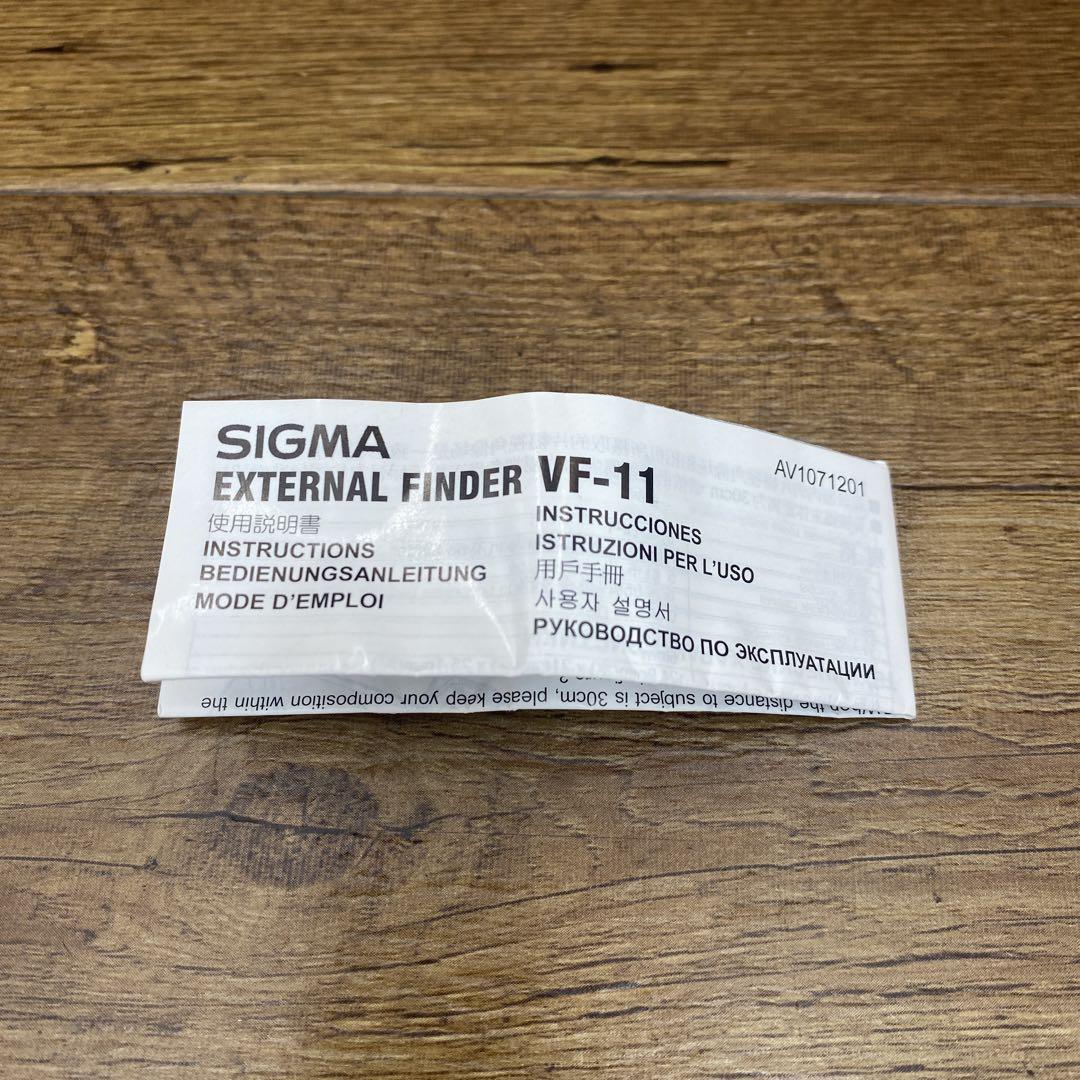 SIGMA
EXTERNAL FINDER VF-11
AV1071201
使用説明書
INSTRUCTIONS
BEDIENUNGSANLEITUNG
MODE D'EMPLOI
INSTRUCCIONES
ISTRUZIONI PER L'USO
用戶手冊
사용자 설명서
РУКОВОДСТВО ПО ЭКСПЛУАТАЦИИ
When the distance to subject is 30cm, please keep your composition within the